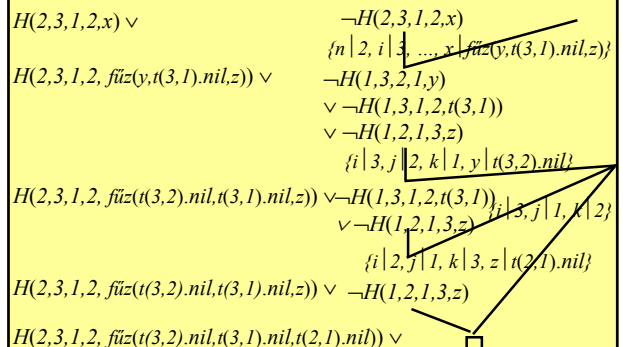 H(2,3,1,2,x) ∨ ¬H(2,3,1,2,x)
{n|2, i|3, ..., x|fűz(y,t(3,1).nil,z)}
H(2,3,1,2, fűz(y,t(3,1).nil,z)) ∨ ¬H(1,3,2,1,y)
∨ ¬H(1,3,1,2,t(3,1))
∨ ¬H(1,2,1,3,z)
{i|3, j|2, k|1, y|t(3,2).nil}
H(2,3,1,2, fűz(t(3,2).nil,t(3,1).nil,z)) ∨ ¬H(1,3,1,2,t(3,1))
∨ ¬H(1,2,1,3,z) {i|3, j|1, k|2}
{i|2, j|1, k|3, z|t(2,1).nil}
H(2,3,1,2, fűz(t(3,2).nil,t(3,1).nil,z)) ∨ ¬H(1,2,1,3,z)
H(2,3,1,2, fűz(t(3,2).nil,t(3,1).nil,t(2,1).nil)) ∨